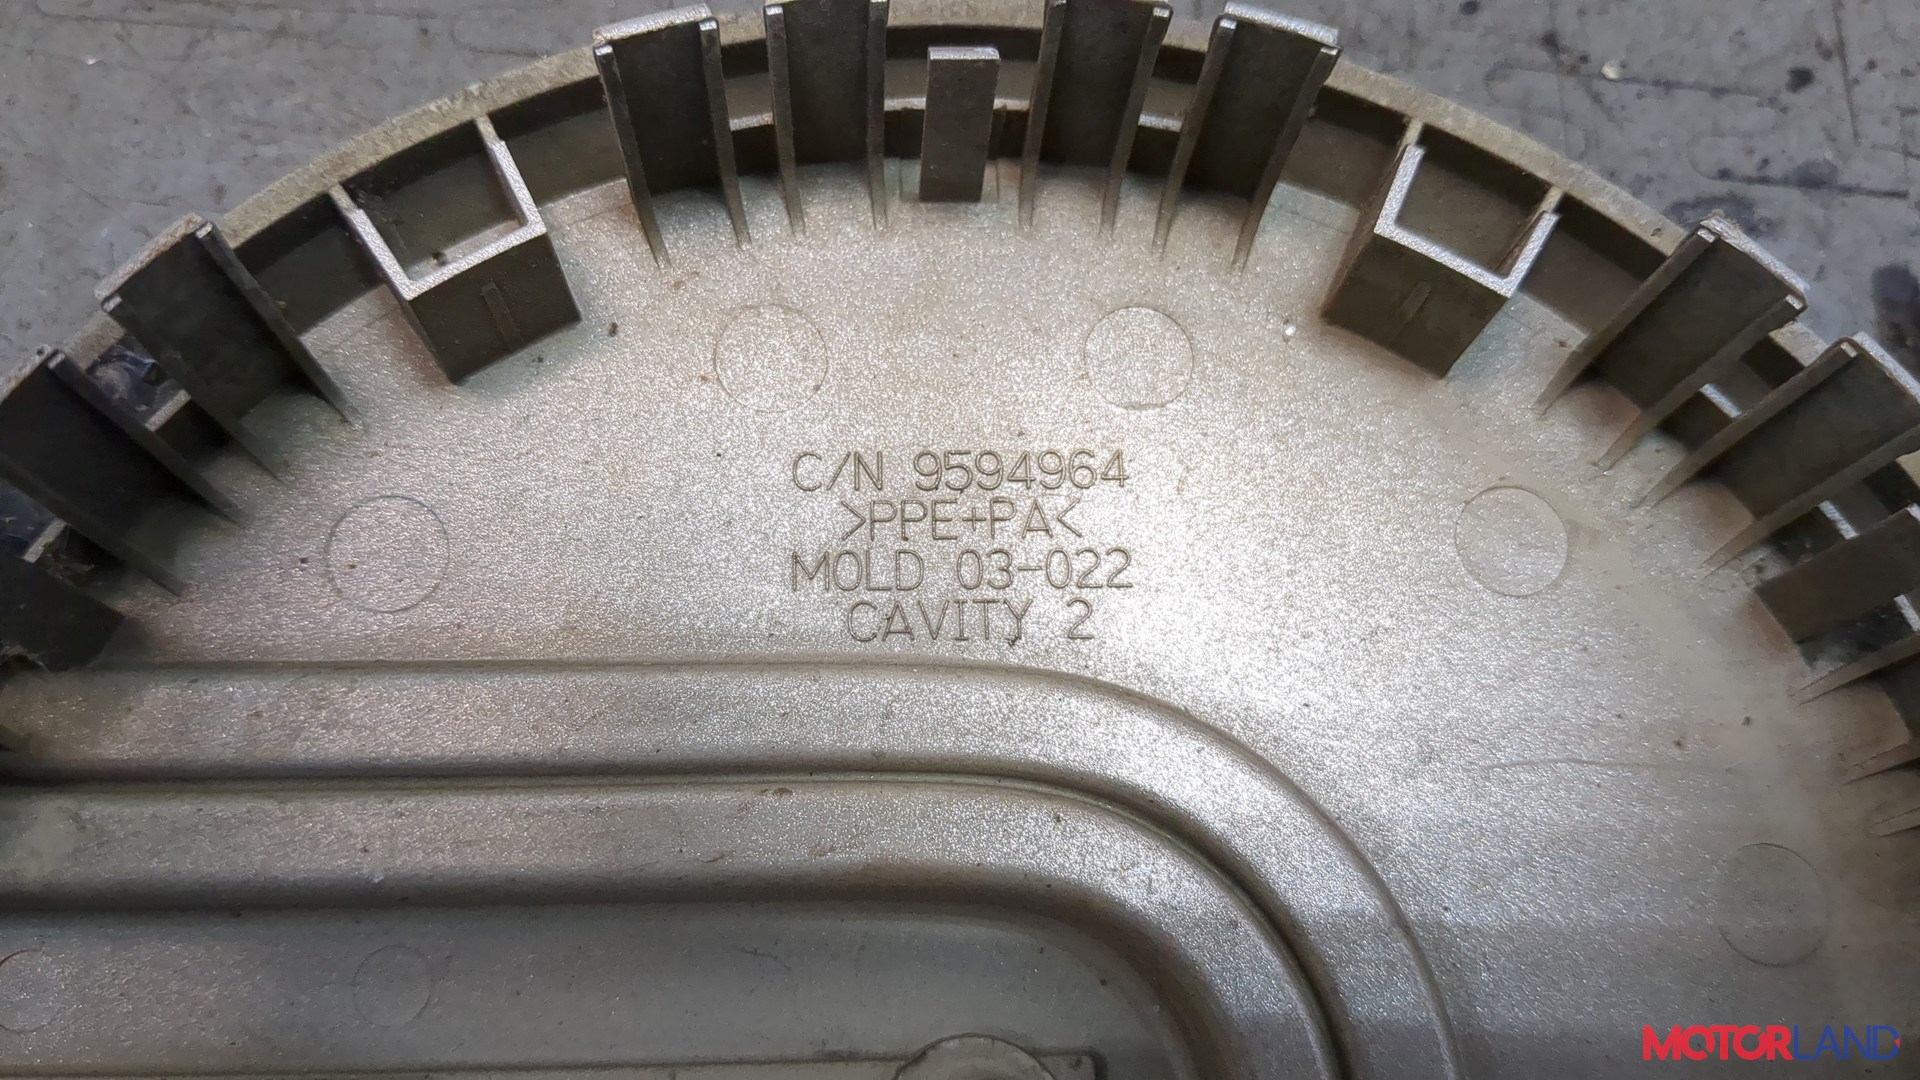 C/N 9594964
>PPE+PA<
MOLD 03-022
CAVITY 2
MOTORLAND